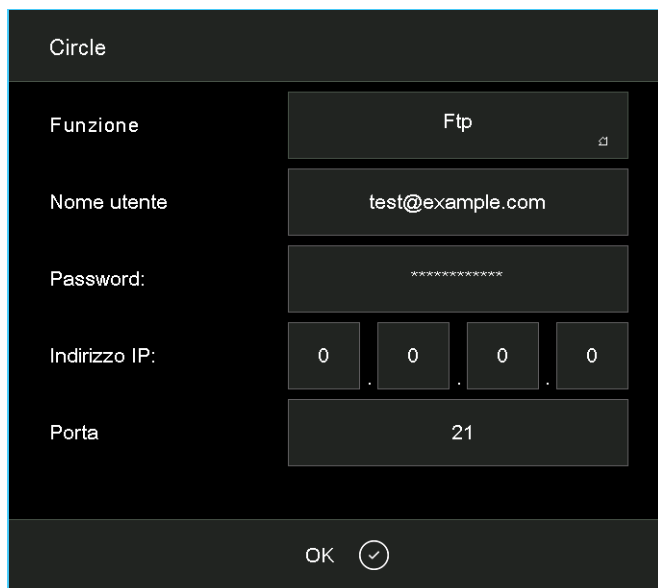 Circle
Funzione Ftp
Nome utente test@example.com
Password: ************
Indirizzo IP: 0 . 0 . 0 . 0
Porta 21
OK